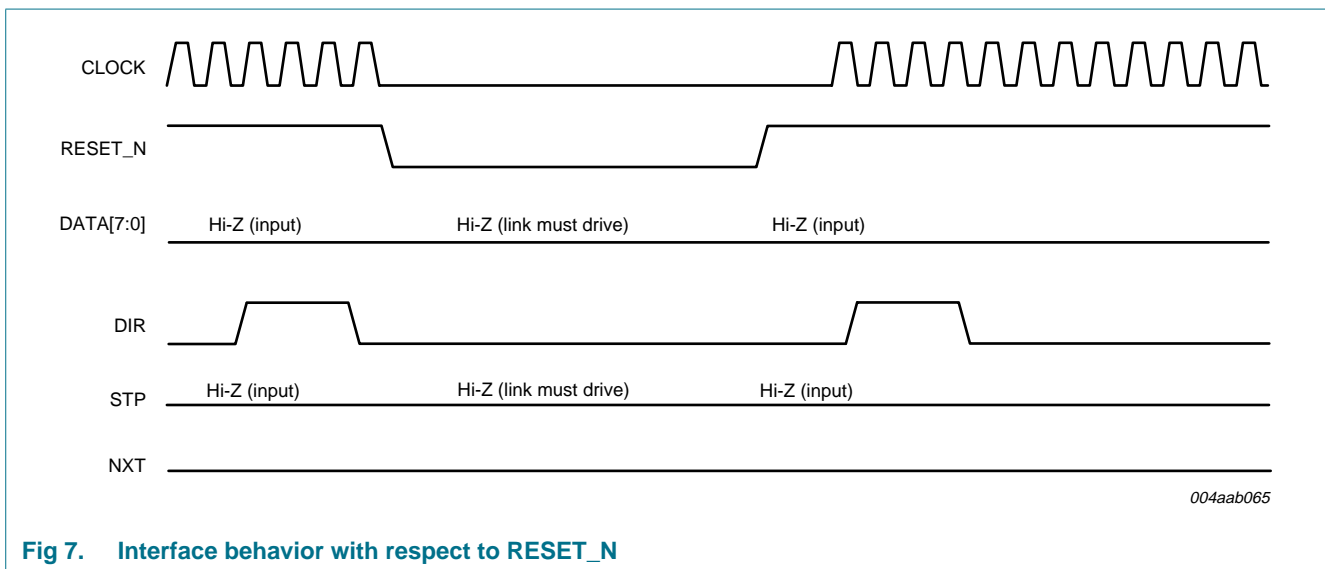 CLOCK
RESET_N
DATA[7:0] Hi-Z (input) Hi-Z (link must drive) Hi-Z (input)
DIR
STP Hi-Z (input) Hi-Z (link must drive) Hi-Z (input)
NXT
004aab065
Fig 7. Interface behavior with respect to RESET_N